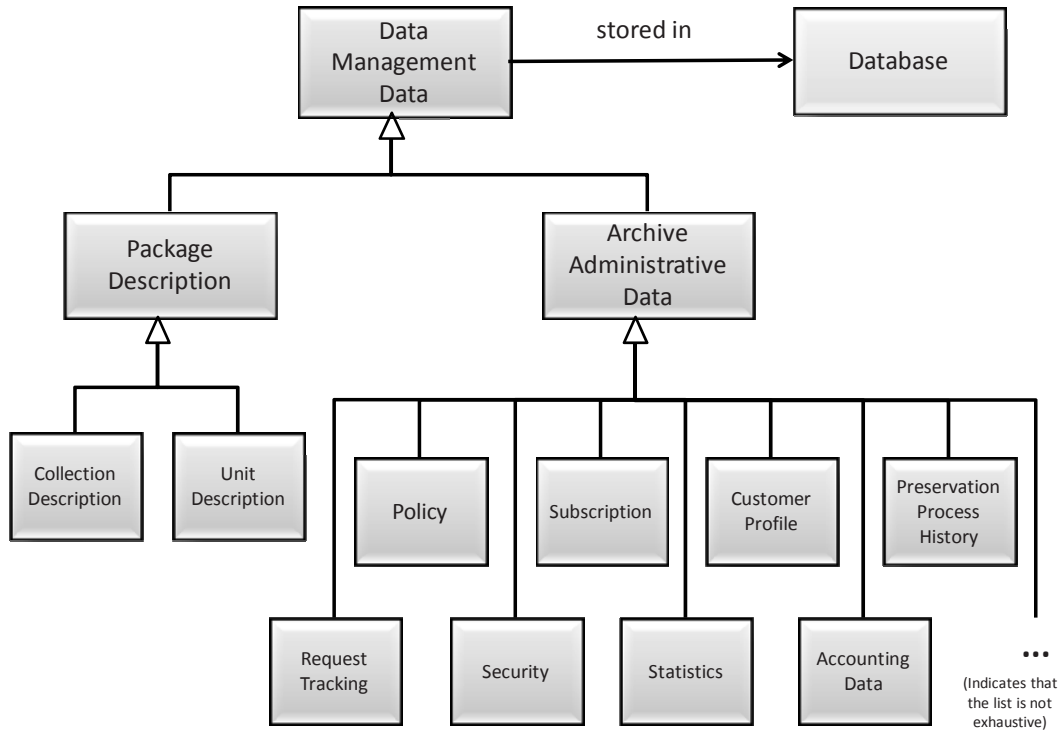 Data
Management
Data
stored in
Database
Package
Description
Archive
Administrative
Data
Collection
Description
Unit
Description
Policy
Subscription
Customer
Profile
Preservation
Process
History
Request
Tracking
Security
Statistics
Accounting
Data
...
(Indicates that
the list is not
exhaustive)